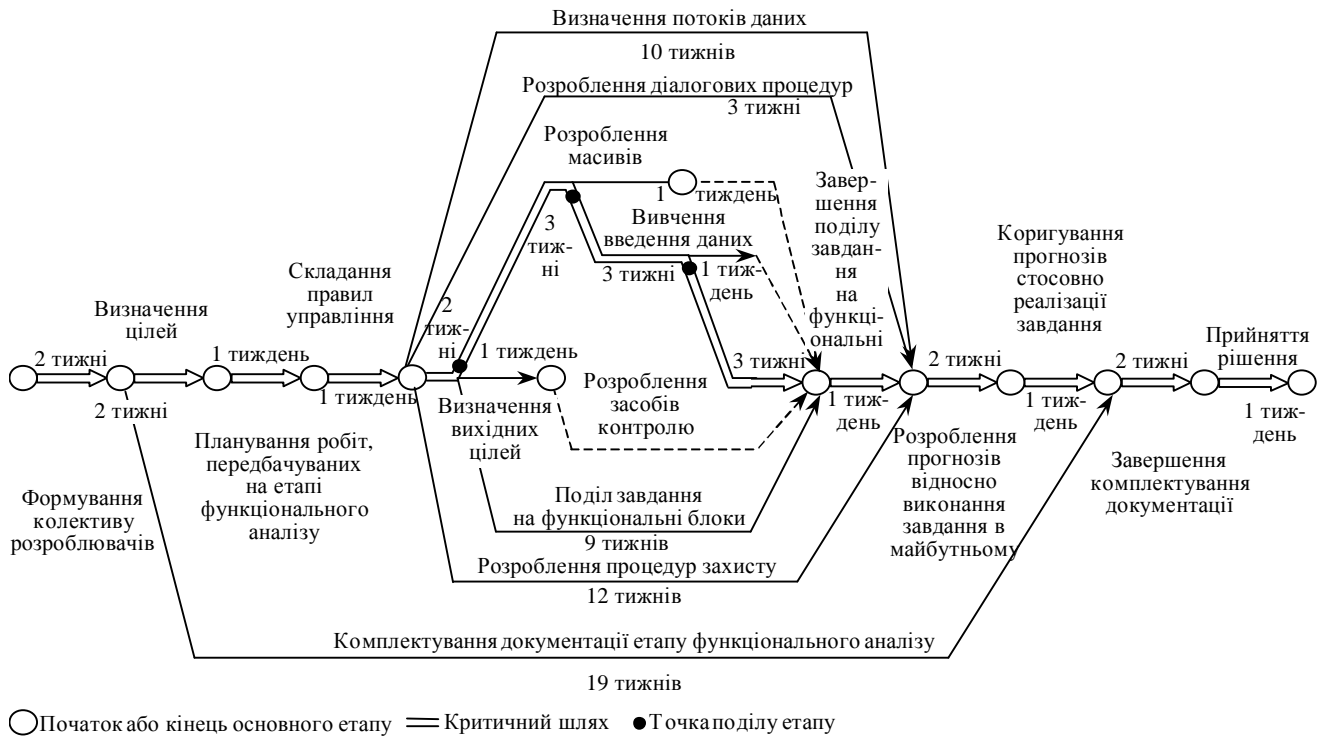 Визначення потоків даних
10 тижнів
Розроблення діалогових процедур
3 тижні
Розроблення
масивів
1 тиждень
3
тиж-
ні
Вивчення
введення даних
3 тижні
1 тиж-
день
Завер-
шення
поділу
завдан-
ня
на
функці-
ональні
Коригування
прогнозів
стосовно
реалізації
завдання
Складання
правил
управління
Визначення
цілей
2
тиж-
ні
Прийняття
рішення
2 тижні
1 тиждень
1 тиждень
3 тижні
2 тижні
2 тижні
2 тижні
1 тиждень
1 тиж-
день
1 тиж-
день
1 тиж-
день
Визначення
вихідних
цілей
Розроблення
засобів
контролю
Формування
колективу
розроблювачів
Планування робіт,
передбачуваних
на етапі
функціонального
аналізу
Розроблення
прогнозів
відносно
виконання
завдання в
майбутньому
Завершення
комплектування
документації
Поділ завдання
на функціональні блоки
9 тижнів
Розроблення процедур захисту
12 тижнів
Комплектування документації етапу функціонального аналізу
19 тижнів
Початок або кінець основного етапу
Критичний шлях
Точка поділу етапу